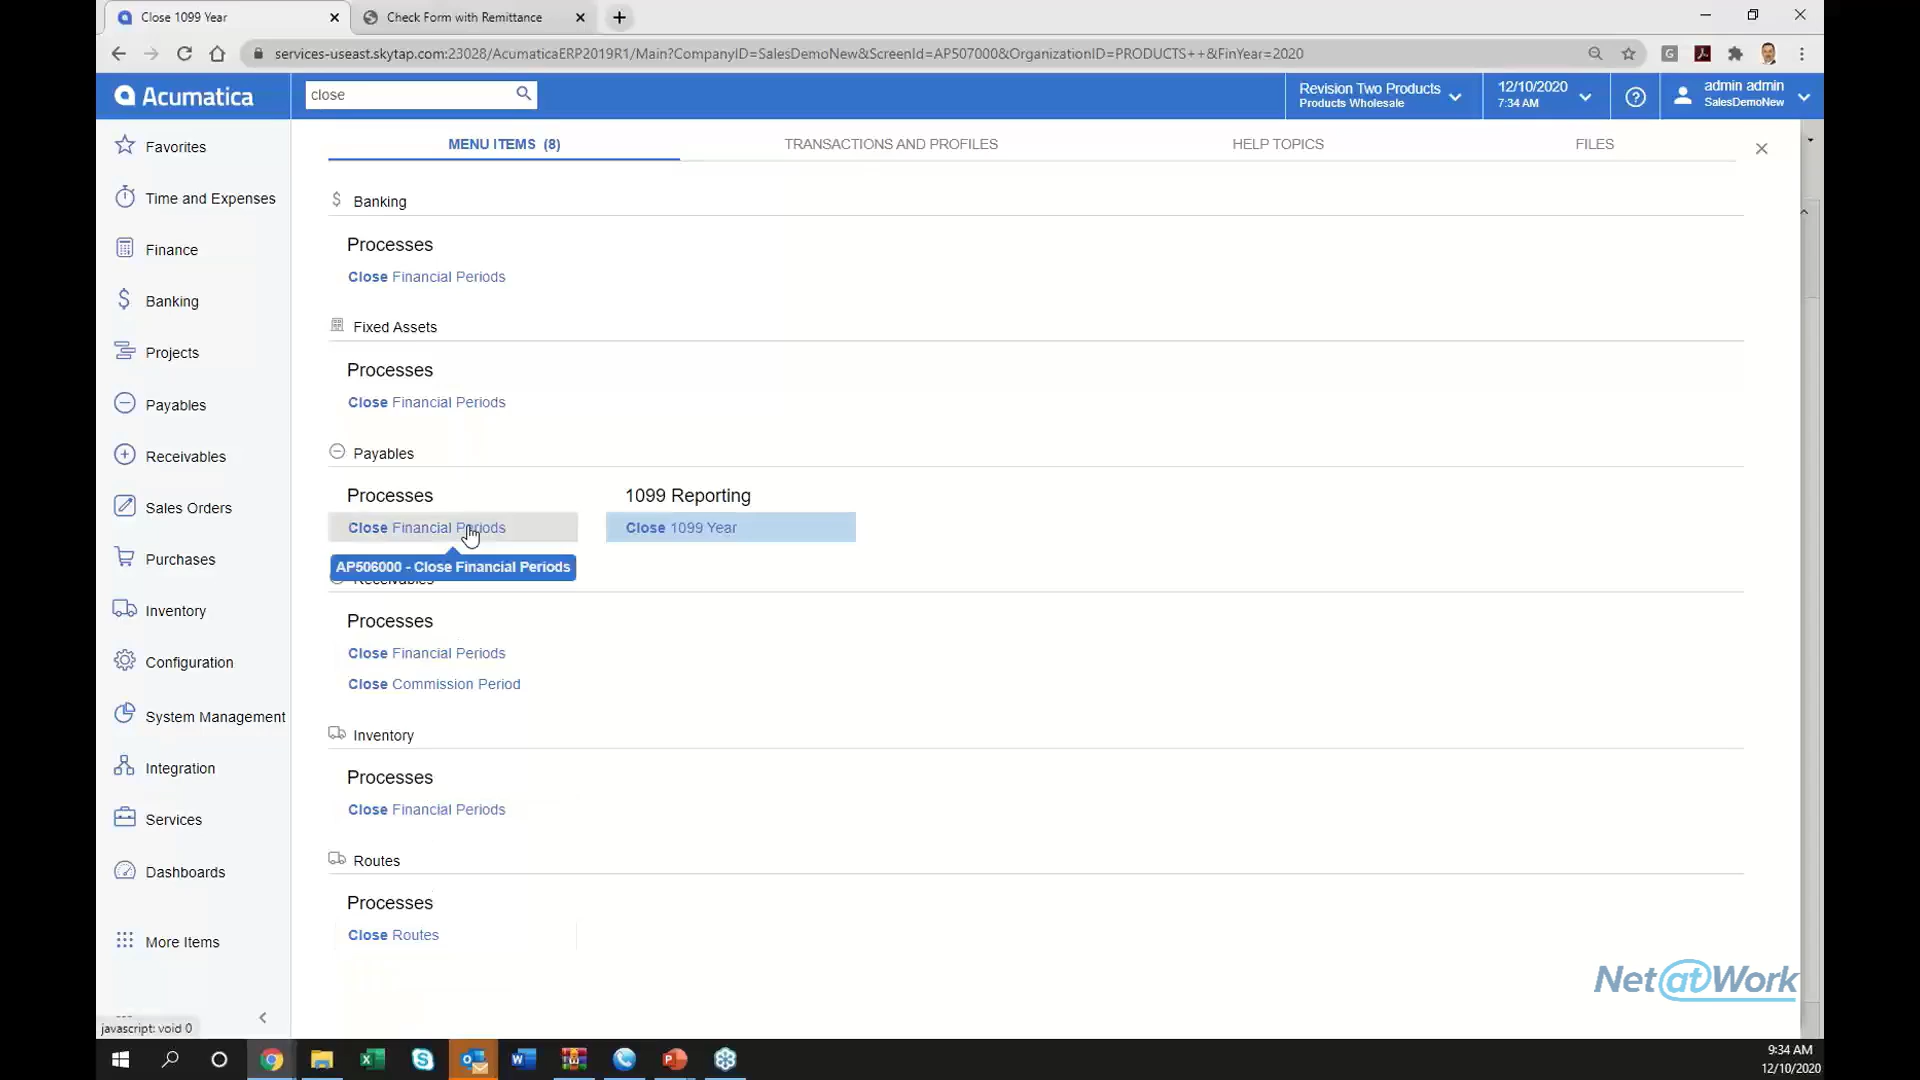 Close 1099 Year
Check Form with Remittance
services-useast.skytap.com:23028/AcumaticaERP2019R1/Main?CompanyID=SalesDemoNew&ScreenId=AP507000&OrganizationID=PRODUCTS++&FinYear=2020
Acumatica
close
Revision Two Products
Products Wholesale
12/10/2020
7:34 AM
admin admin
SalesDemoNew
Favorites
Time and Expenses
Finance
Banking
Projects
Payables
Receivables
Sales Orders
Purchases
Inventory
Configuration
System Management
Integration
Services
Dashboards
More Items
javascript: void 0
MENU ITEMS (8)
TRANSACTIONS AND PROFILES
HELP TOPICS
FILES
Banking
Processes
Close Financial Periods
Fixed Assets
Processes
Close Financial Periods
Payables
Processes
1099 Reporting
Close Financial Periods
Close 1099 Year
AP506000 - Close Financial Periods
Receivables
Processes
Close Financial Periods
Close Commission Period
Inventory
Processes
Close Financial Periods
Routes
Processes
Close Routes
Net@Work
9:34 AM
12/10/2020